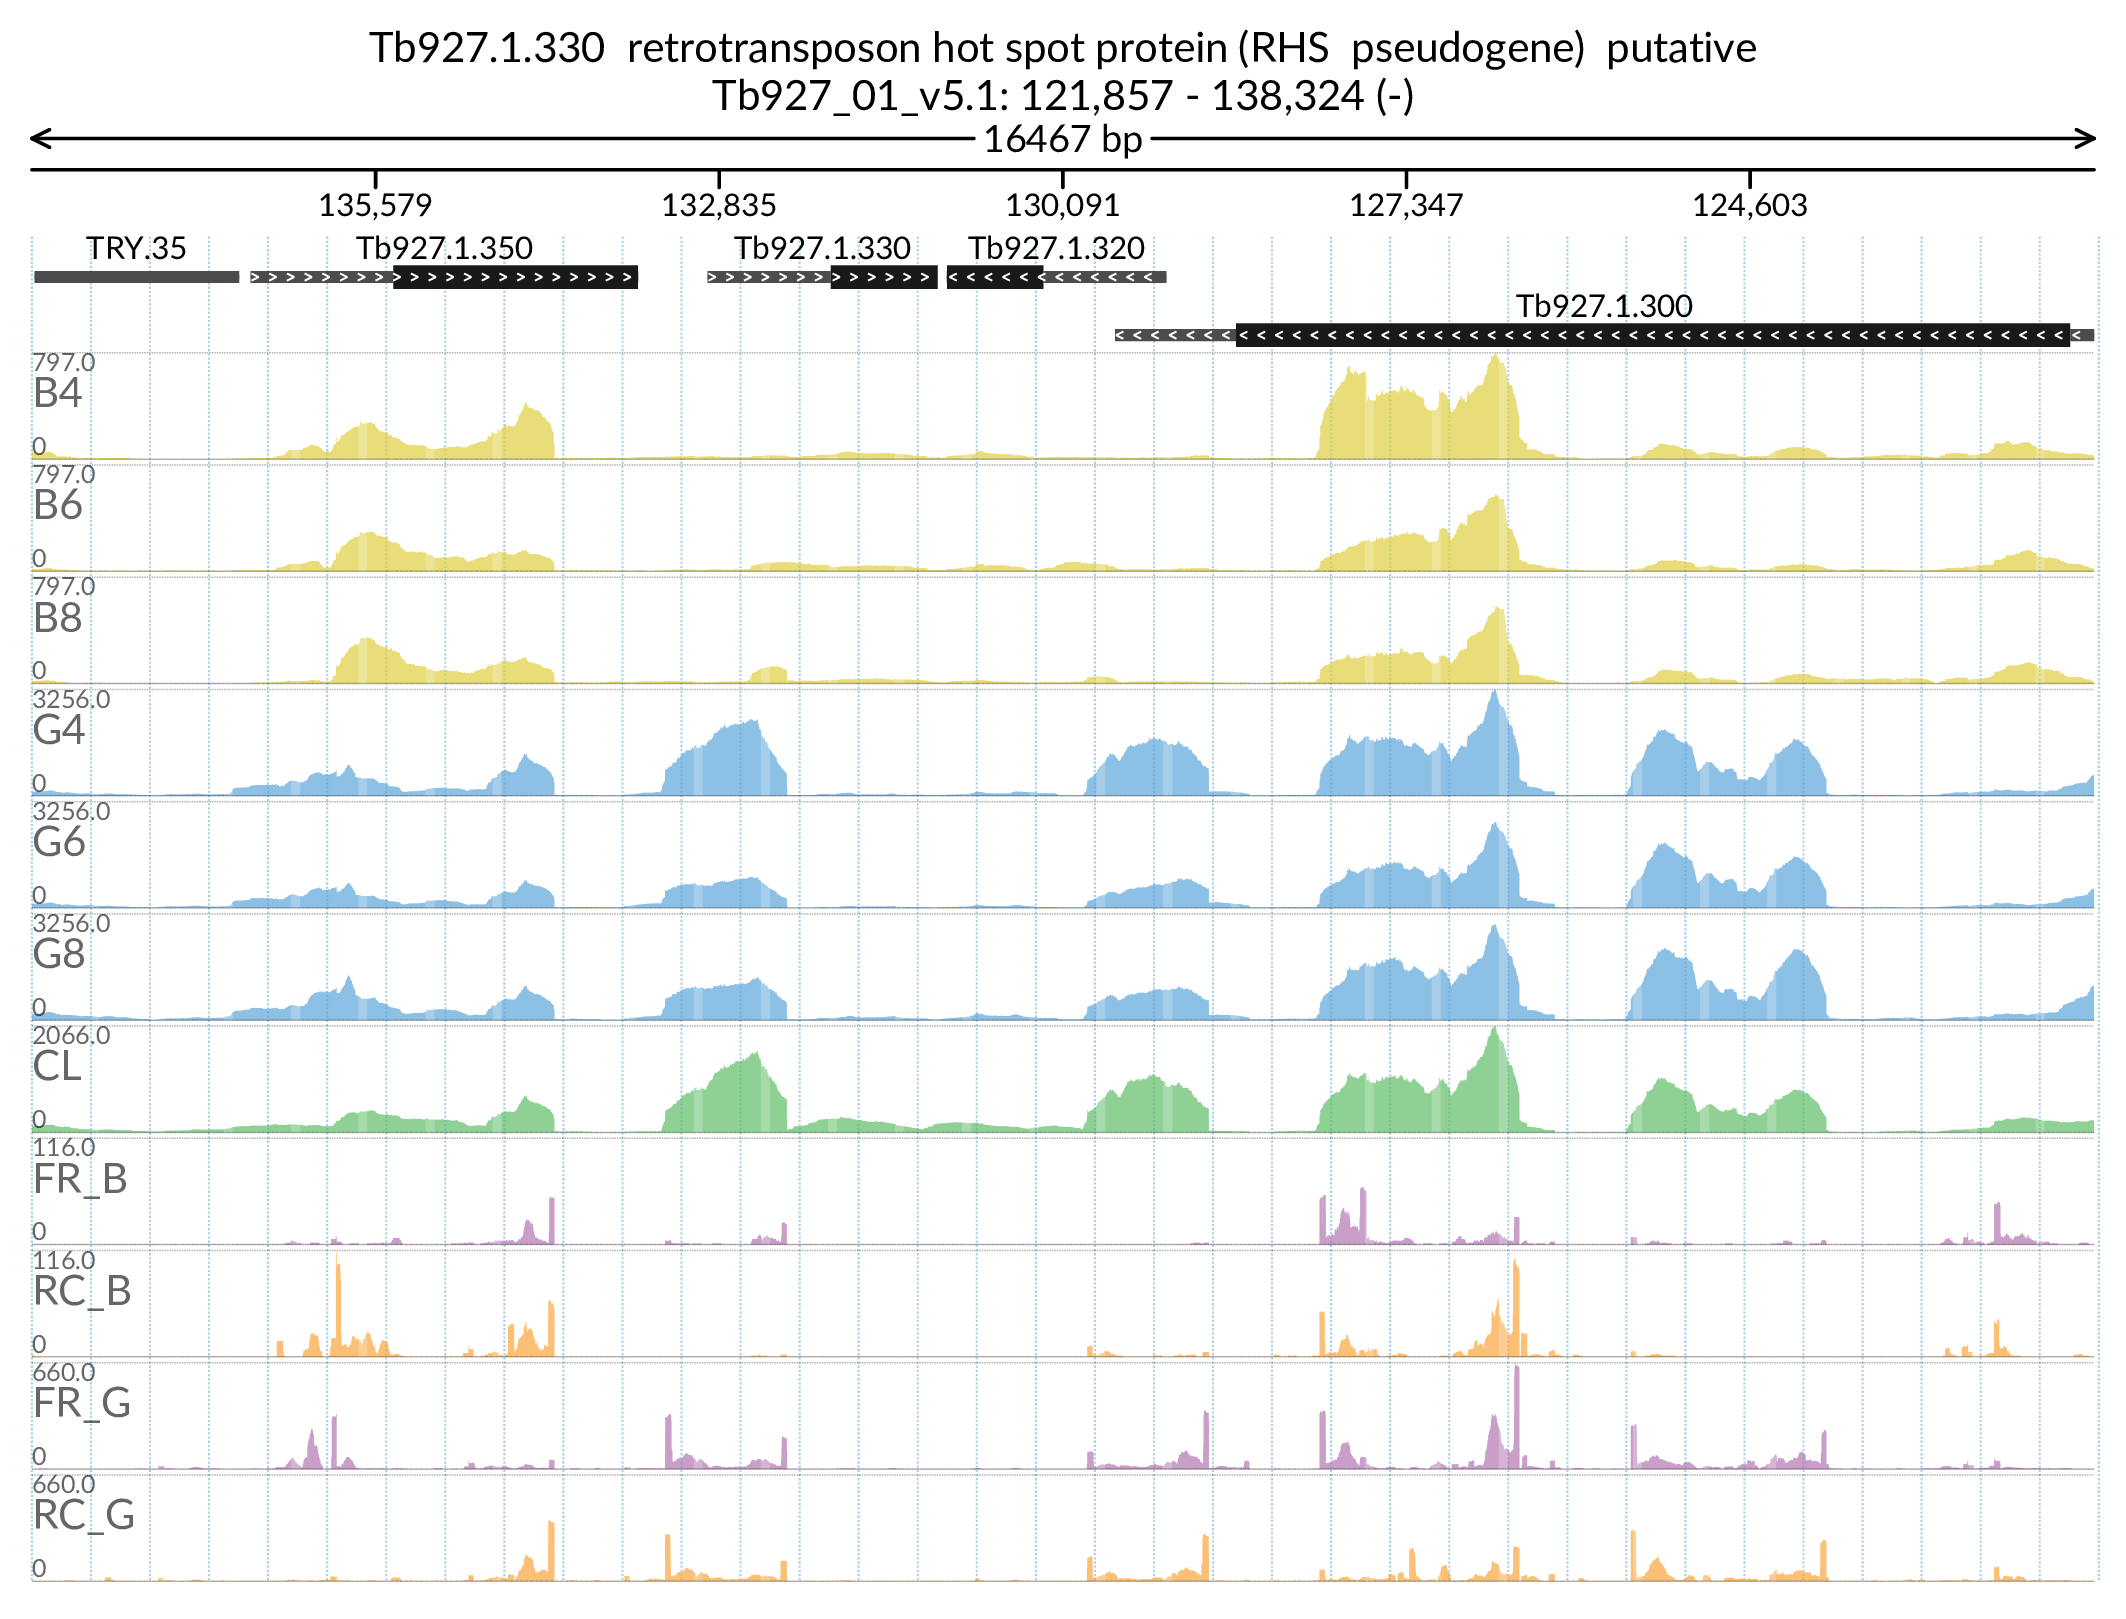 Tb927.1.330 retrotransposon hot spot protein (RHS pseudogene) putative
Tb927_01_v5.1: 121,857 - 138,324 (-)
16467 bp
135,579 132,835 130,091 127,347 124,603
TRY.35 Tb927.1.350 Tb927.1.330 Tb927.1.320
Tb927.1.300
797.0
B4
0
797.0
B6
0
797.0
B8
0
3256.0
G4
0
3256.0
G6
0
3256.0
G8
0
2066.0
CL
0
116.0
FR_B
0
116.0
RC_B
0
660.0
FR_G
0
660.0
RC_G
0